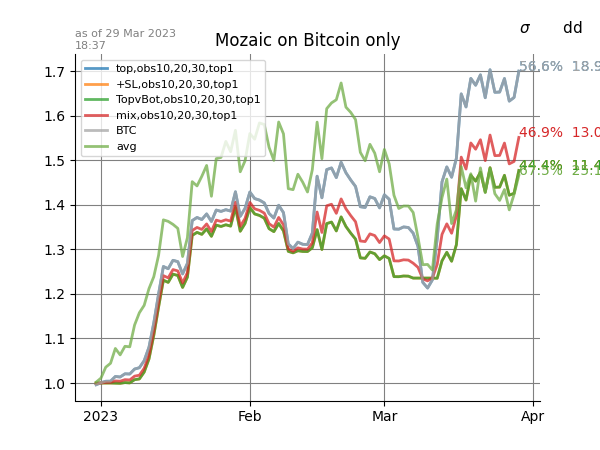 as of 29 Mar 2023
18:37
Mozaic on Bitcoin only
σ dd
top,obs10,20,30,top1
+SL,obs10,20,30,top1
TopvBot,obs10,20,30,top1
mix,obs10,20,30,top1
BTC
avg
56.6% 18.9
46.9% 13.0
44.4% 11.4
1.7
1.6
1.5
1.4
1.3
1.2
1.1
1.0
2023 Feb Mar Apr